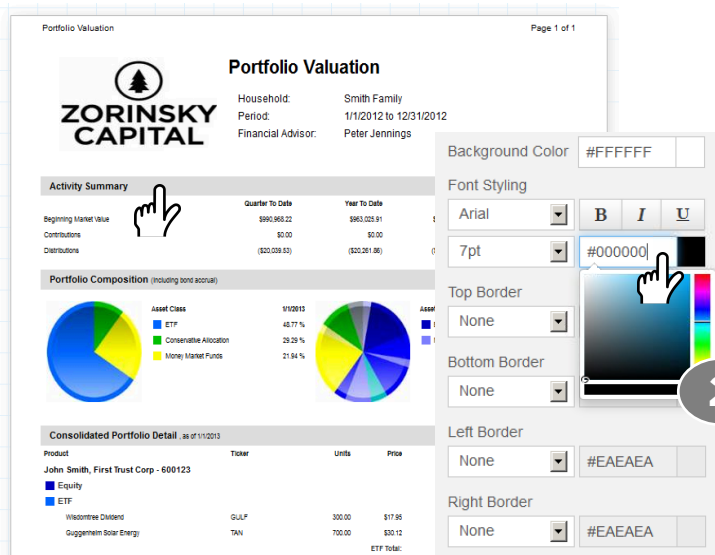 Portfolio Valuation Page 1 of 1
Portfolio Valuation
ZORINSKY
CAPITAL
Household: Smith Family
Period: 1/1/2012 to 12/31/2012
Financial Advisor: Peter Jennings
Activity Summary
Quarter To Date Year To Date
Beginning Market Value $990,968.22 $963,025.91
Contributions $0.00 $0.00
Distributions ($20,039.53) ($20,261.86)
Portfolio Composition (including bond accrual)
Asset Class 1/1/2013
ETF 48.77 %
Conservative Allocation 29.29 %
Money Market Funds 21.94 %
Consolidated Portfolio Detail , as of 1/1/2013
Product Ticker Units Price
John Smith, First Trust Corp - 600123
Equity
ETF
Wisdomtree Dividend GULF 300.00 $17.95
Guggenheim Solar Energy TAN 700.00 $30.12
ETF Total:
Background Color #FFFFFF
Font Styling
Arial B I U
7pt #000000
Top Border
None
Bottom Border
None
Left Border
None #EAEAEA
Right Border
None #EAEAEA